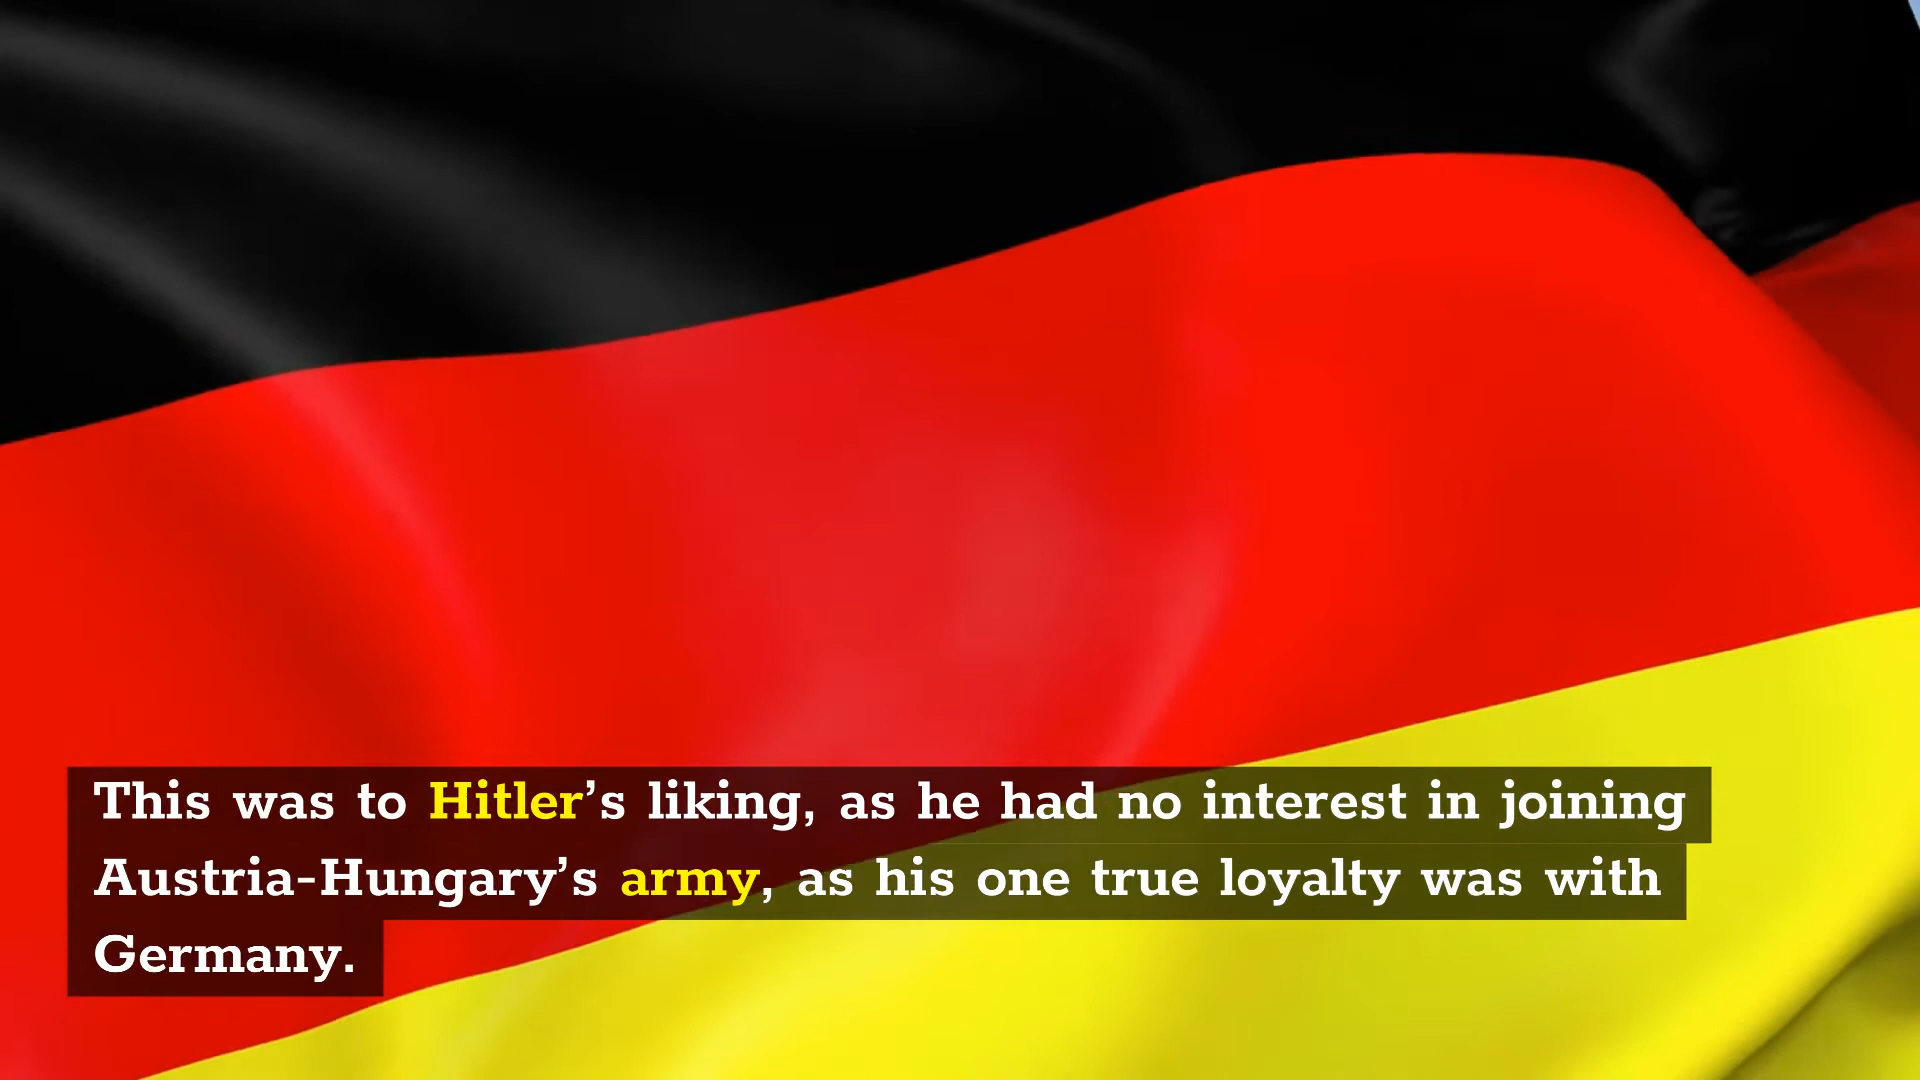 This was to Hitler’s liking, as he had no interest in joining
Austria-Hungary’s army, as his one true loyalty was with
Germany.